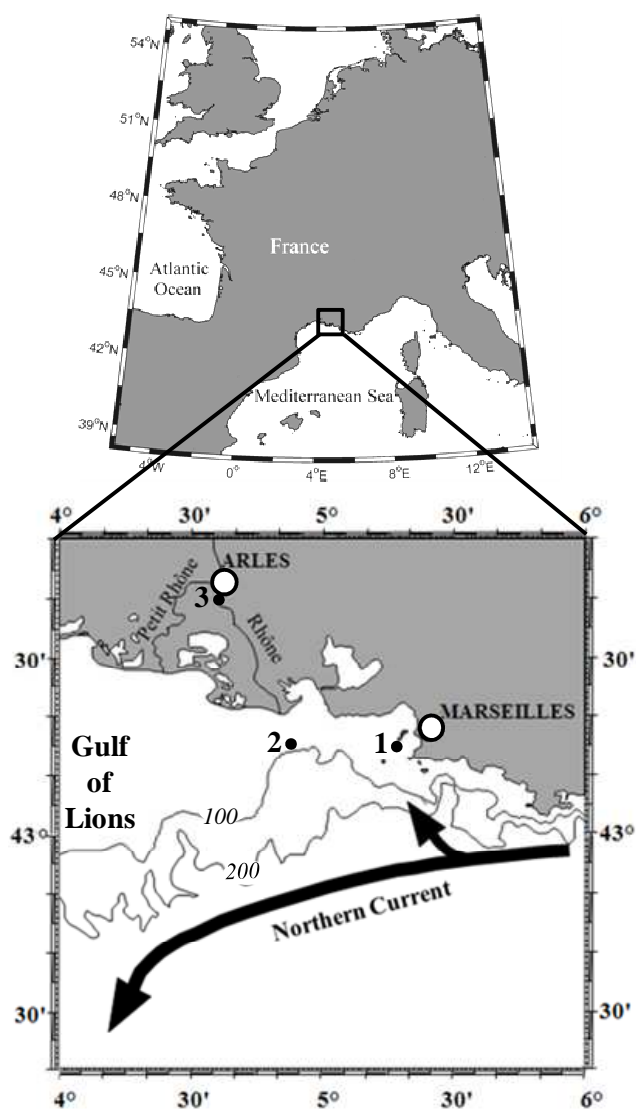 54°N
51°N
48°N
45°N
42°N
39°N
France
Atlantic
Ocean
Mediterranean Sea
4°W
0°
4°E
8°E
12°E
4°
30'
5°
30'
6°
ARLES
3
Petit Rhône
Rhône
30'
30'
MARSEILLES
2
1
Gulf
of
Lions
100
43°
43°
200
Northern Current
30'
30'
4°
30'
5°
30'
6°